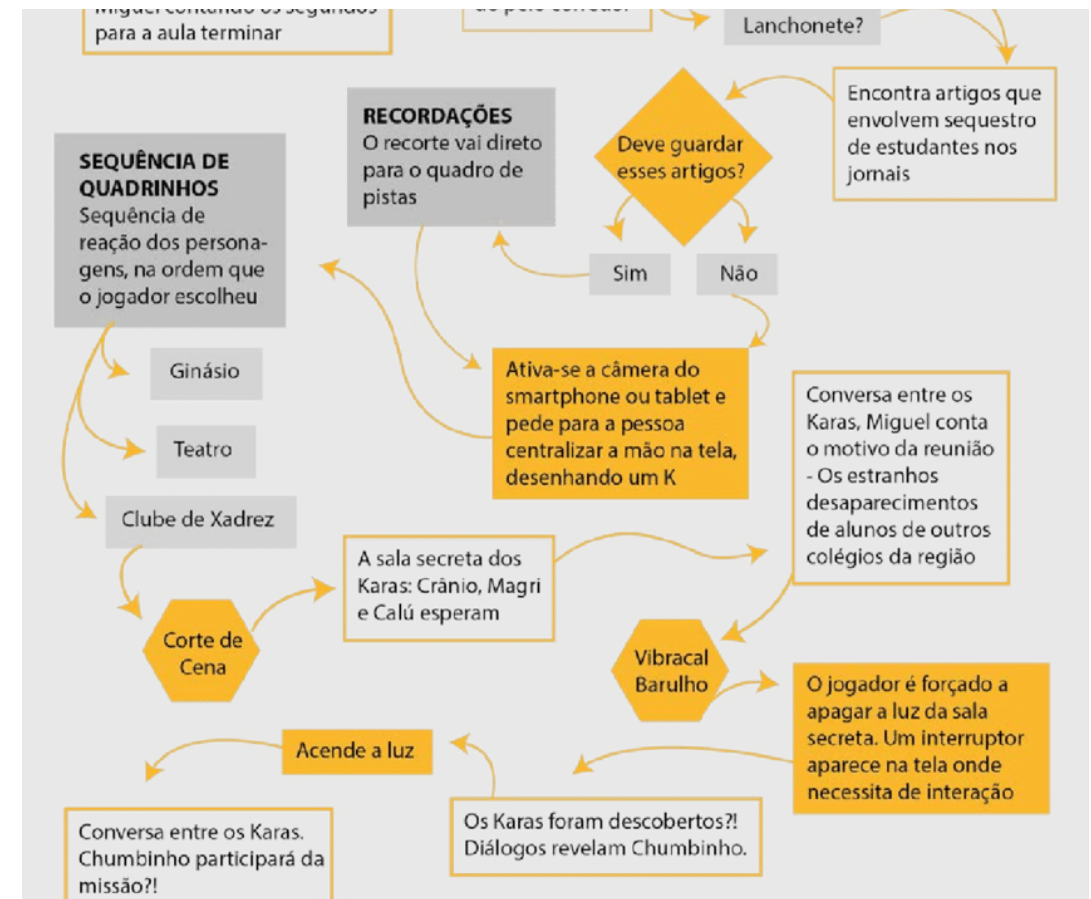 Miguel contando os segundos
para a aula terminar
Lanchonete?
Encontra artigos que
envolvem sequestro
de estudantes nos
jornais
Deve guardar
esses artigos?
Sim
Não
RECORDAÇÕES
O recorte vai direto
para o quadro de
pistas
SEQUÊNCIA DE
QUADRINHOS
Sequência de
reação dos persona-
gens, na ordem que
o jogador escolheu
Ginásio
Teatro
Clube de Xadrez
Ativa-se a câmera do
smartphone ou tablet e
pede para a pessoa
centralizar a mão na tela,
desenhando um K
Corte de
Cena
A sala secreta dos
Karas: Crânio, Magri
e Calú esperam
Conversa entre os
Karas, Miguel conta
o motivo da reunião
- Os estranhos
desaparecimentos
de alunos de outros
colégios da região
Vibracal
Barulho
O jogador é forçado a
apagar a luz da sala
secreta. Um interruptor
aparece na tela onde
necessita de interação
Os Karas foram descobertos?!
Diálogos revelam Chumbinho.
Acende a luz
Conversa entre os Karas.
Chumbinho participará da
missão?!